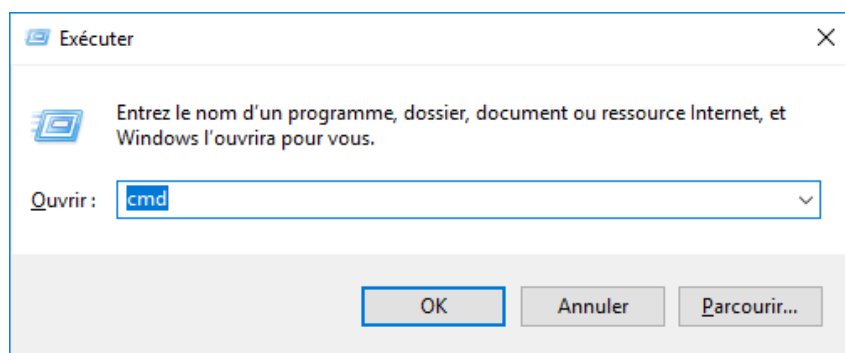 Exécuter
Entrez le nom d'un programme, dossier, document ou ressource Internet, et
Windows l'ouvrira pour vous.
Ouvrir : cmd
OK Annuler Parcourir...